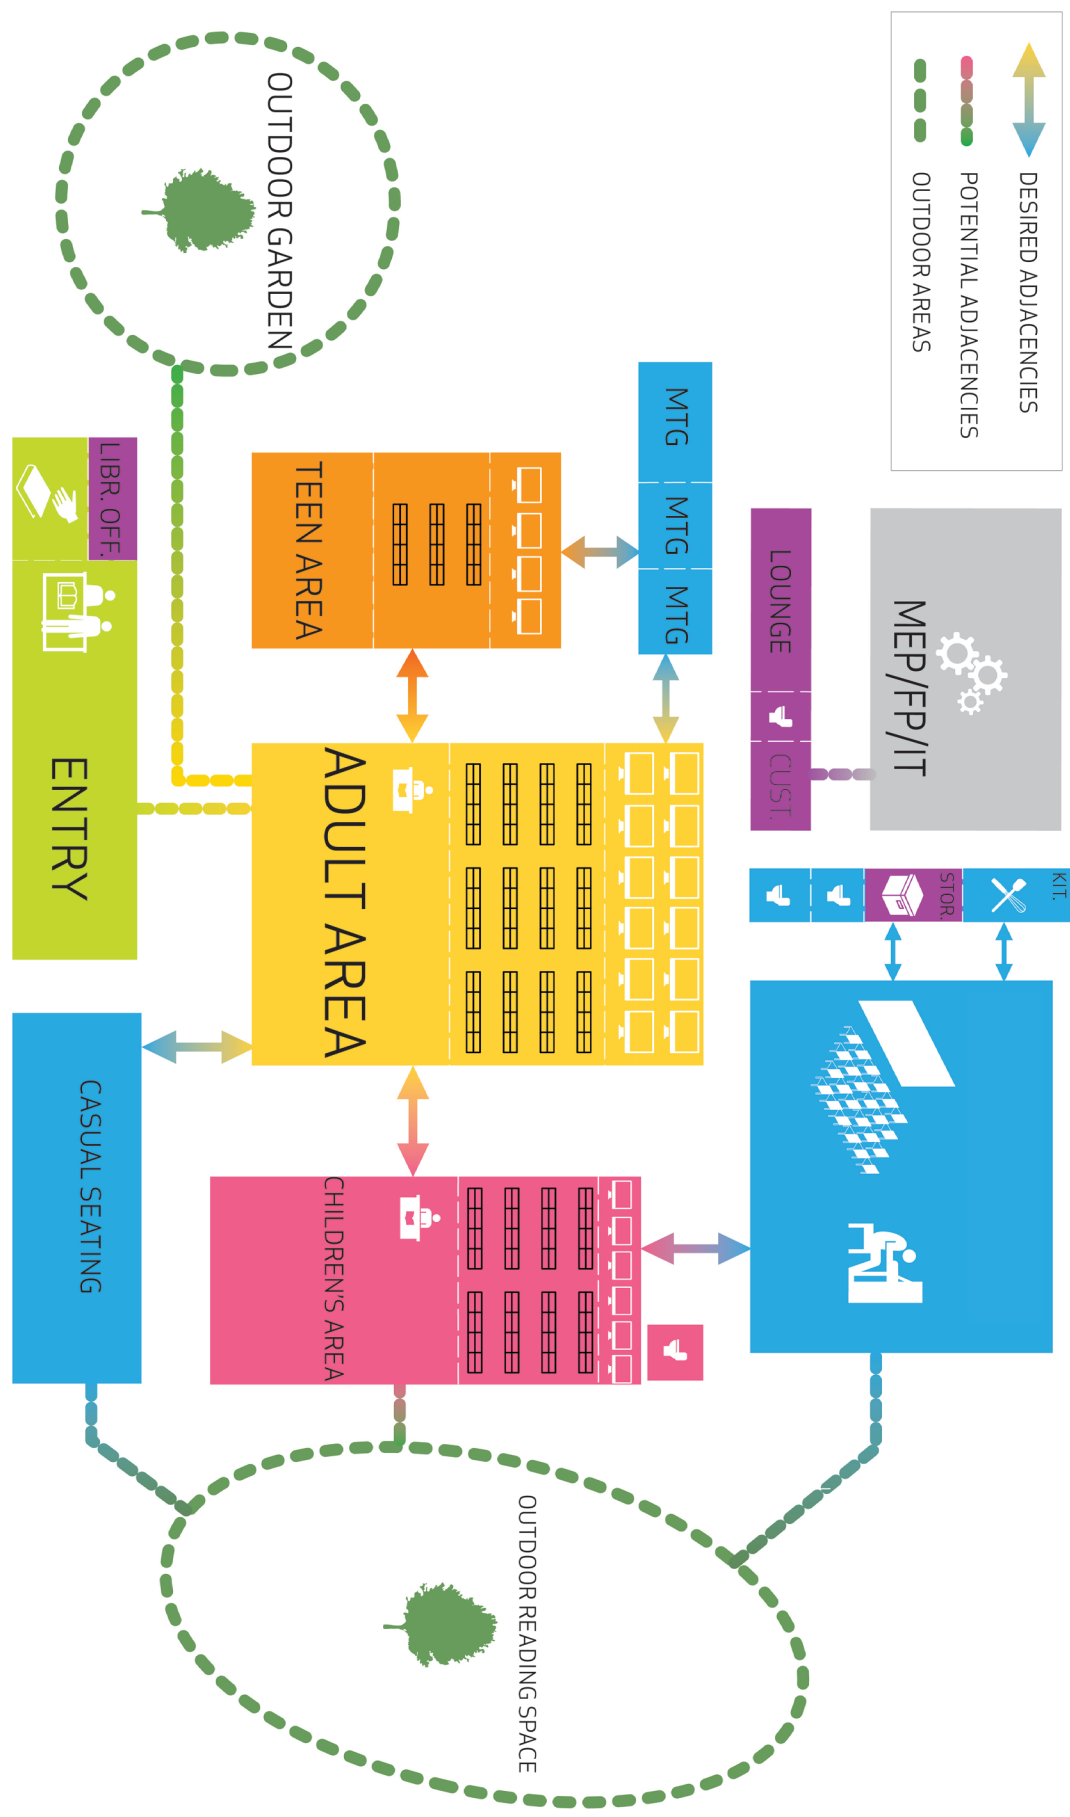 DESIRED ADJACENCIES
POTENTIAL ADJACENCIES
OUTDOOR AREAS
MEP/FP/IT
LOUNGE
CUST.
KIT.
STOR.
MTG
MTG
MTG
OUTDOOR GARDEN
TEEN AREA
ADULT AREA
CHILDREN'S AREA
OUTDOOR READING SPACE
LIBR. OFF.
ENTRY
CASUAL SEATING